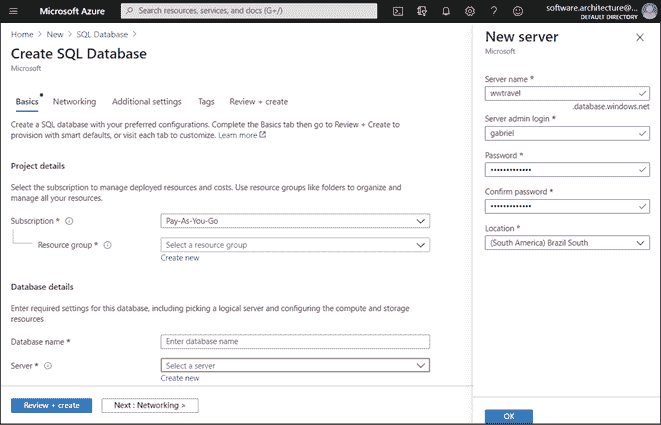 Microsoft Azure
Search resources, services, and docs (G+/)
software.architecture@...
DEFAULT DIRECTORY
Home > New > SQL Database >
Create SQL Database
Microsoft
Basics Networking Additional settings Tags Review + create
Create a SQL database with your preferred configurations. Complete the Basics tab then go to Review + Create to
provision with smart defaults, or visit each tab to customize. Learn more
Project details
Select the subscription to manage deployed resources and costs. Use resource groups like folders to organize and
manage all your resources.
Subscription *
Pay-As-You-Go
Resource group *
Select a resource group
Create new
Database details
Enter required settings for this database, including picking a logical server and configuring the compute and storage
resources
Database name *
Enter database name
Server *
Select a server
Create new
Review + create
Next : Networking >
New server
Microsoft
Server name *
wwtravel
.database.windows.net
Server admin login *
gabriel
Password *
•••••••••••••
Confirm password *
•••••••••••••
Location *
(South America) Brazil South
OK